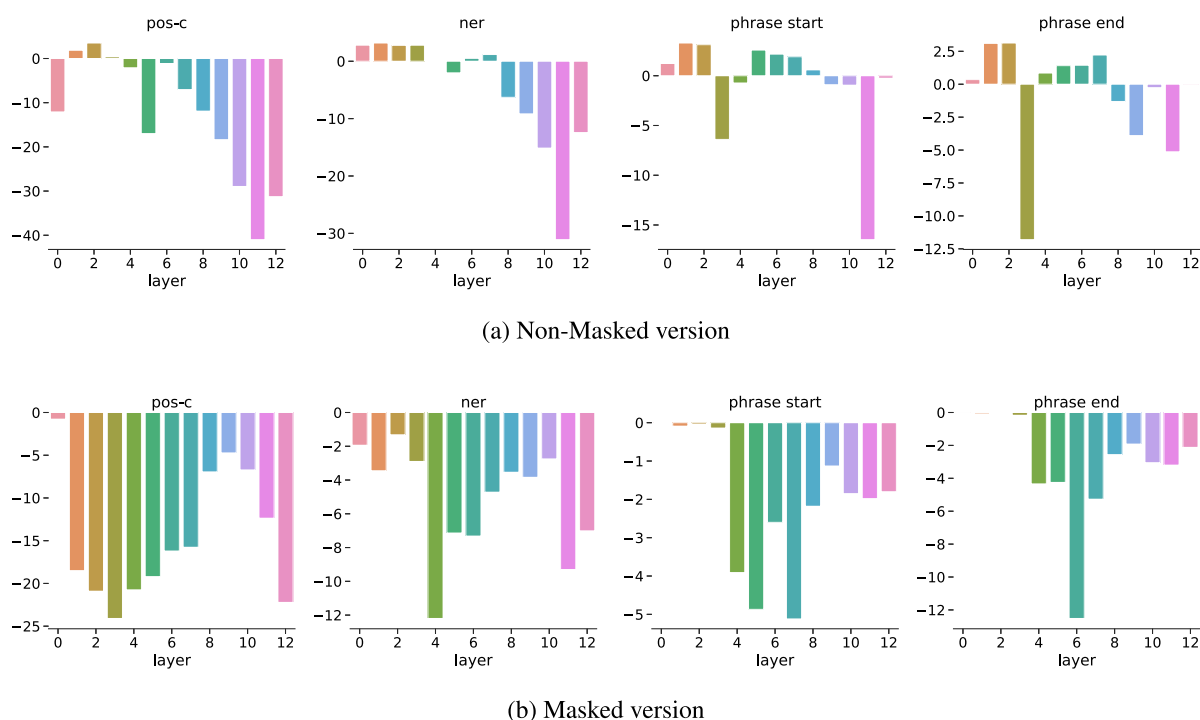 pos-c ner phrase start phrase end
0 0 0 2.5
−10 −5 0.0
−10 −2.5
−20 −20 −10 −5.0
−30 −7.5
−40 −30 −15 −10.0
−12.5
0 2 4 6 8 10 12 0 2 4 6 8 10 12 0 2 4 6 8 10 12 0 2 4 6 8 10 12
layer layer layer layer
(a) Non-Masked version
pos-c ner phrase start phrase end
0 0 0 0
−5 −2 −1 −2
−10 −4 −2 −4
−15 −6 −3 −6
−20 −8 −4 −8
−25 −10 −5 −10
−12 −12
0 2 4 6 8 10 12 0 2 4 6 8 10 12 0 2 4 6 8 10 12 0 2 4 6 8 10 12
layer layer layer layer
(b) Masked version